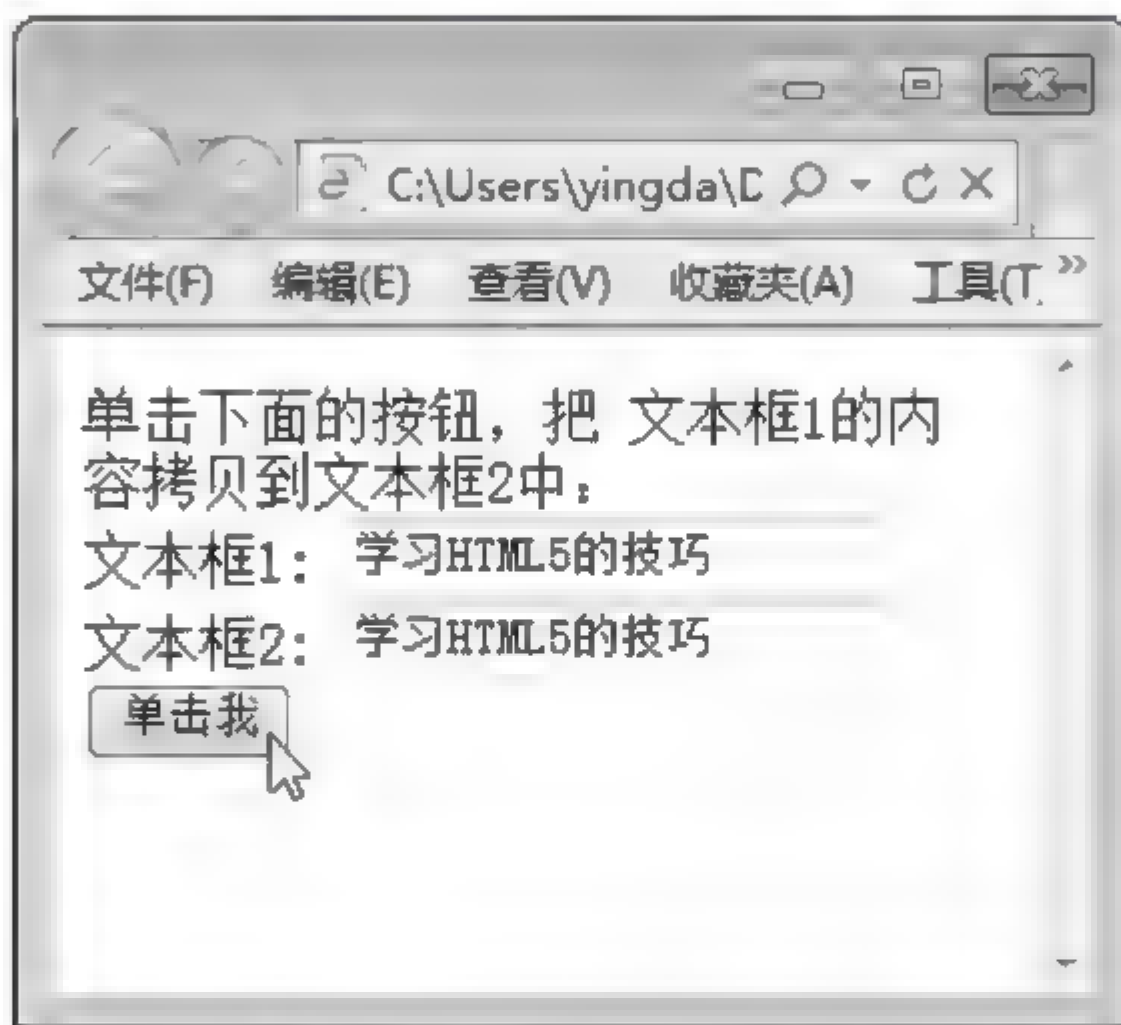 C:\Users\yingda\D
文件(F) 编辑(E) 查看(V) 收藏夹(A) 工具(T
单击下面的按钮，把 文本框1的内
容拷贝到文本框2中：
文本框1： 学习HTML5的技巧
文本框2： 学习HTML5的技巧
单击我